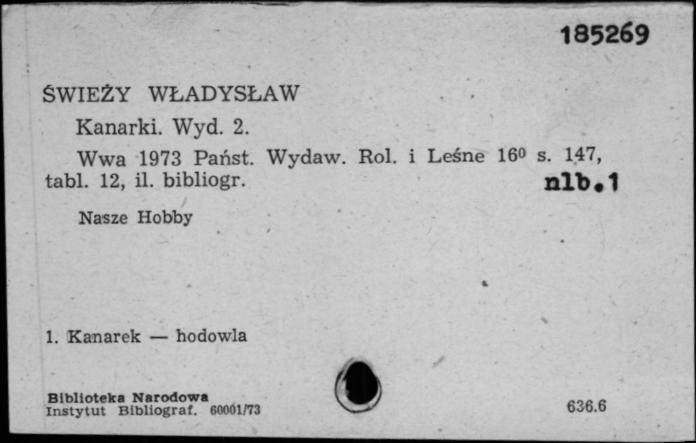 185269
ŚWIEŻY WŁADYSŁAW
Kanarki. Wyd. 2.
Wwa 1973 Państ. Wydaw. Rol. i Leśne 16⁰ s. 147,
tabl. 12, il. bibliogr. nlb.1
Nasze Hobby
1. Kanarek — hodowla
Biblioteka Narodowa
Instytut Bibliograf. 60001/73
636.6